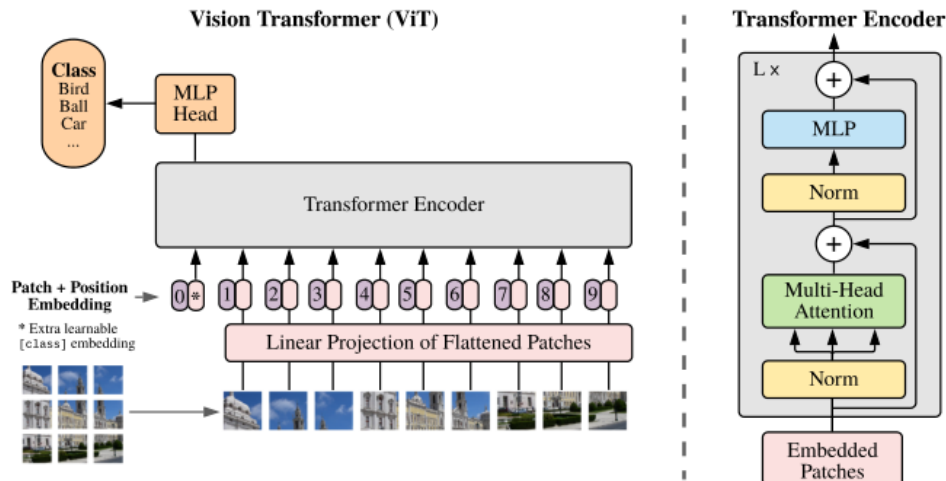 Vision Transformer (ViT)
Class
Bird
Ball
Car
...
MLP
Head
Transformer Encoder
Patch + Position
Embedding
* Extra learnable
[class] embedding
0 * 1 2 3 4 5 6 7 8 9
Linear Projection of Flattened Patches
Transformer Encoder
L ×
+
MLP
Norm
+
Multi-Head
Attention
Norm
Embedded
Patches